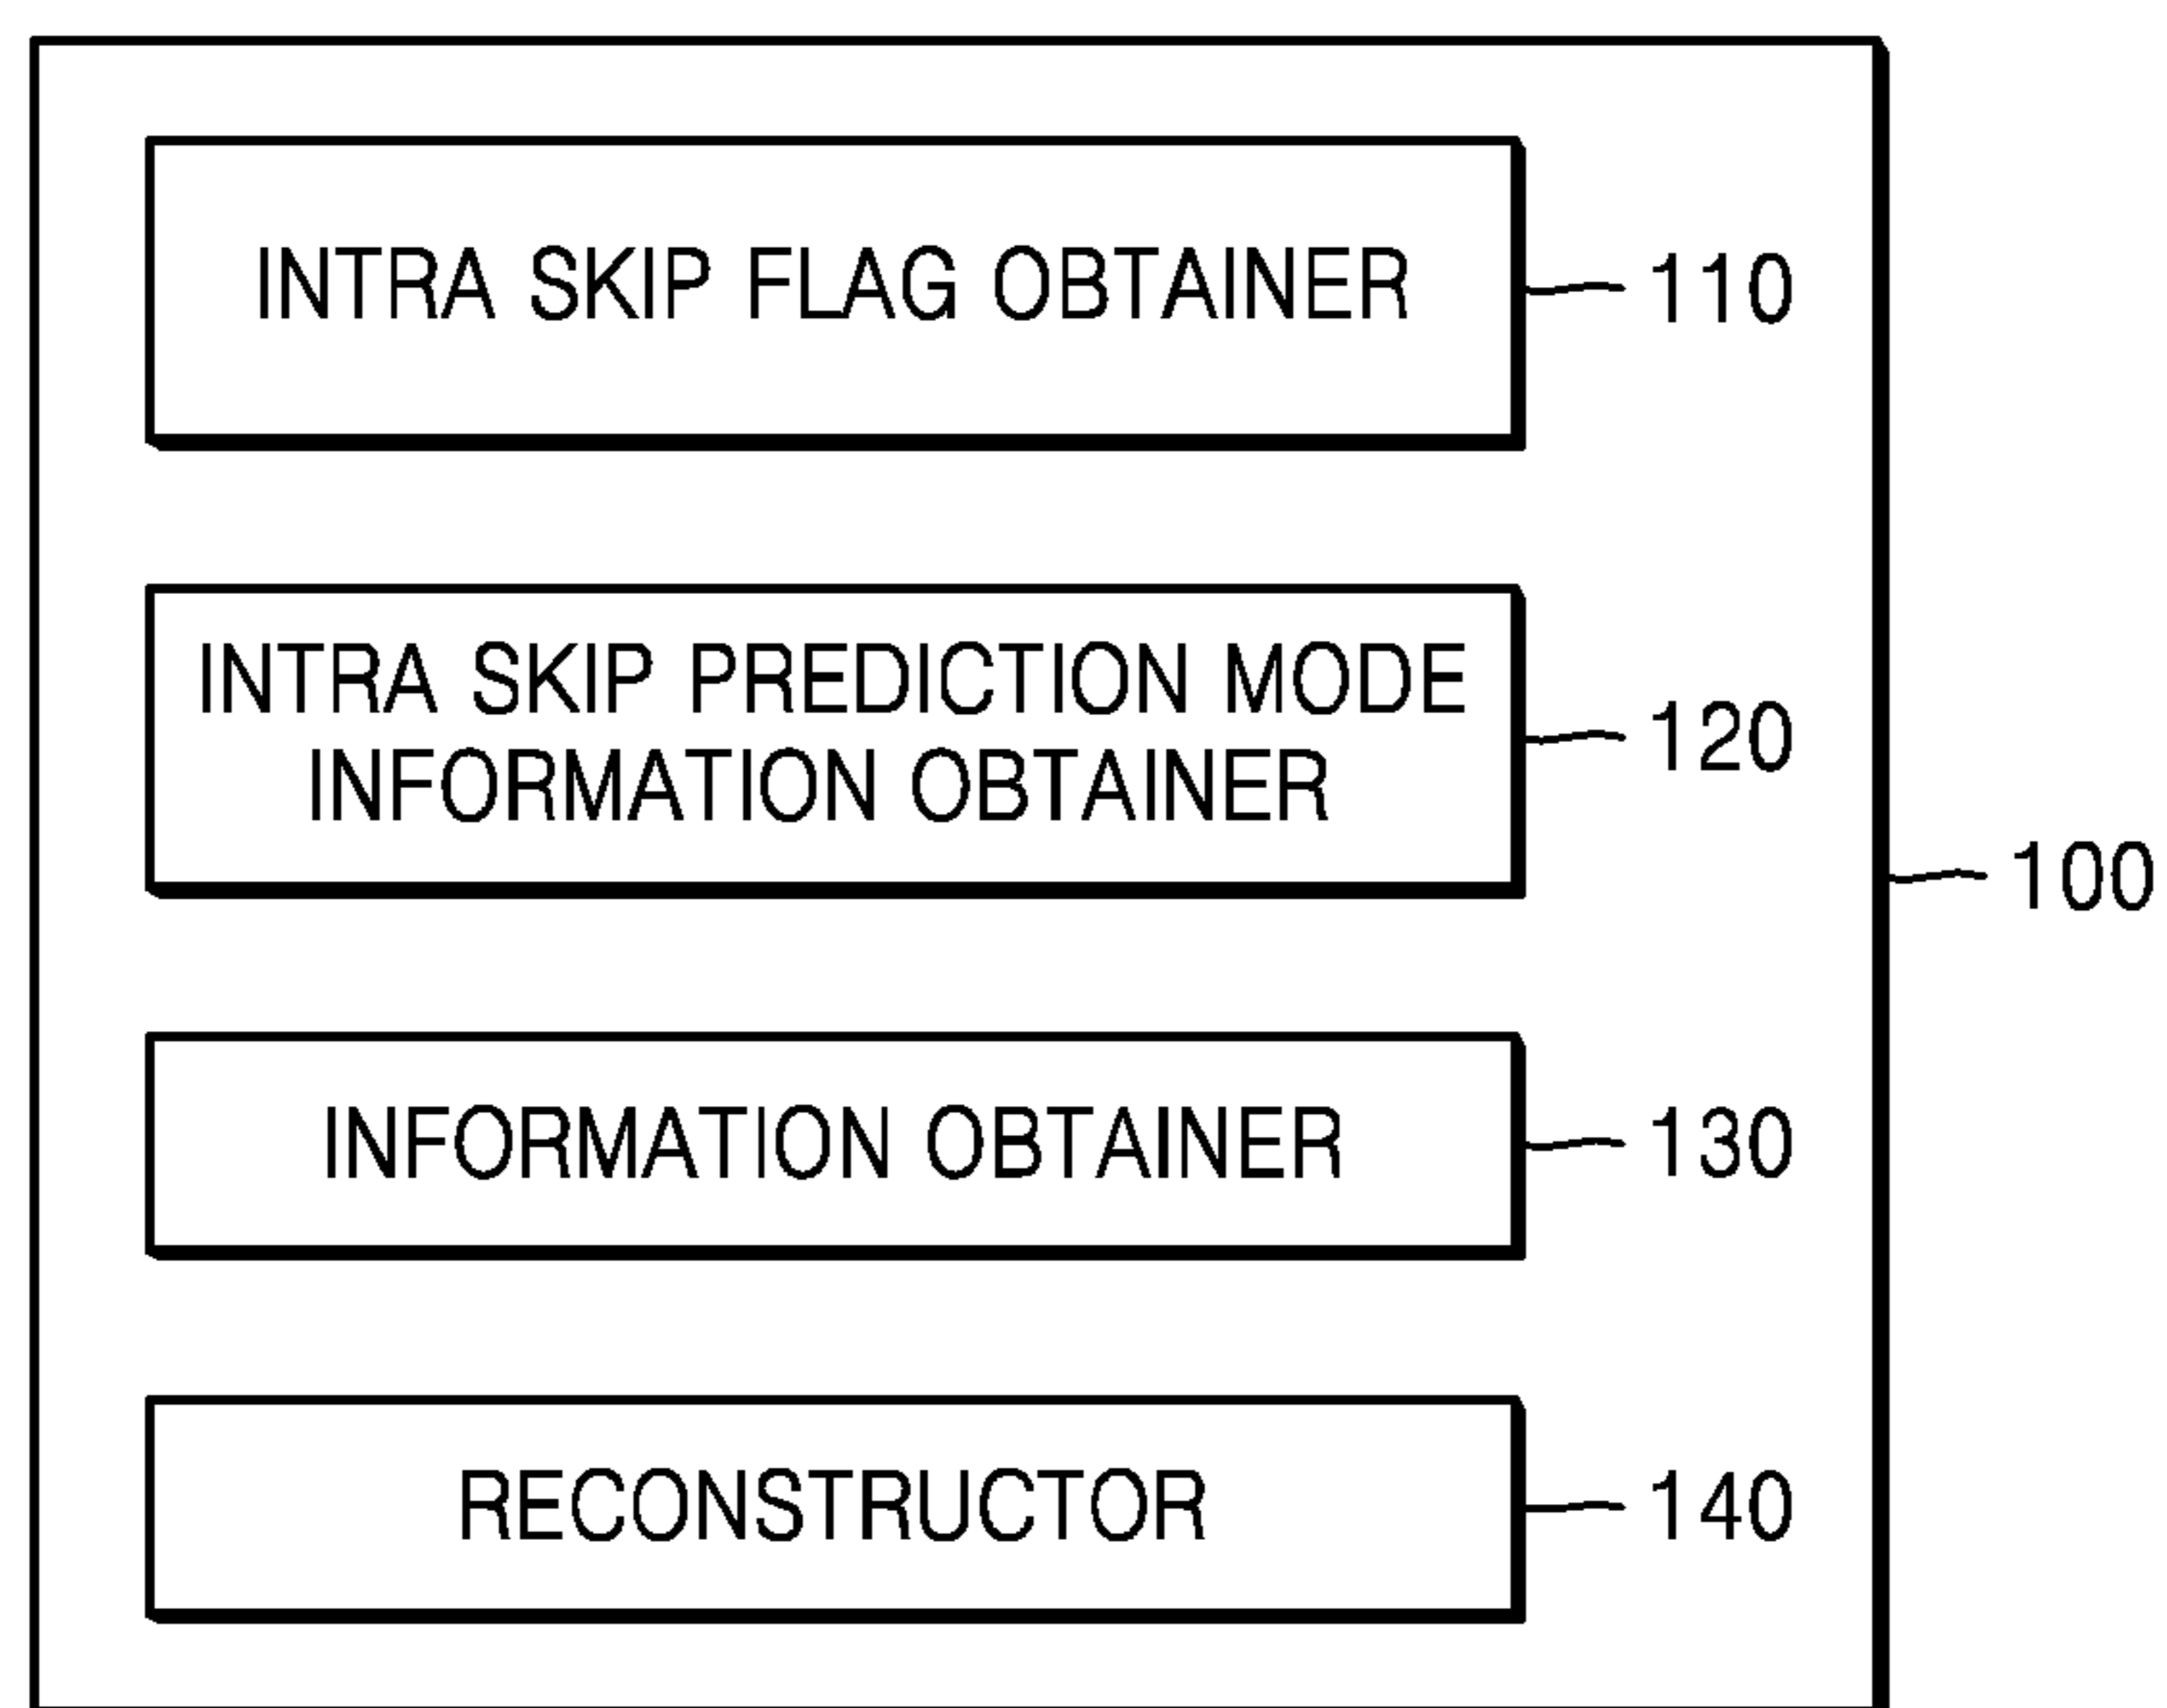 INTRA SKIP FLAG OBTAINER
110
INTRA SKIP PREDICTION MODE
INFORMATION OBTAINER
120
100
INFORMATION OBTAINER
130
RECONSTRUCTOR
140